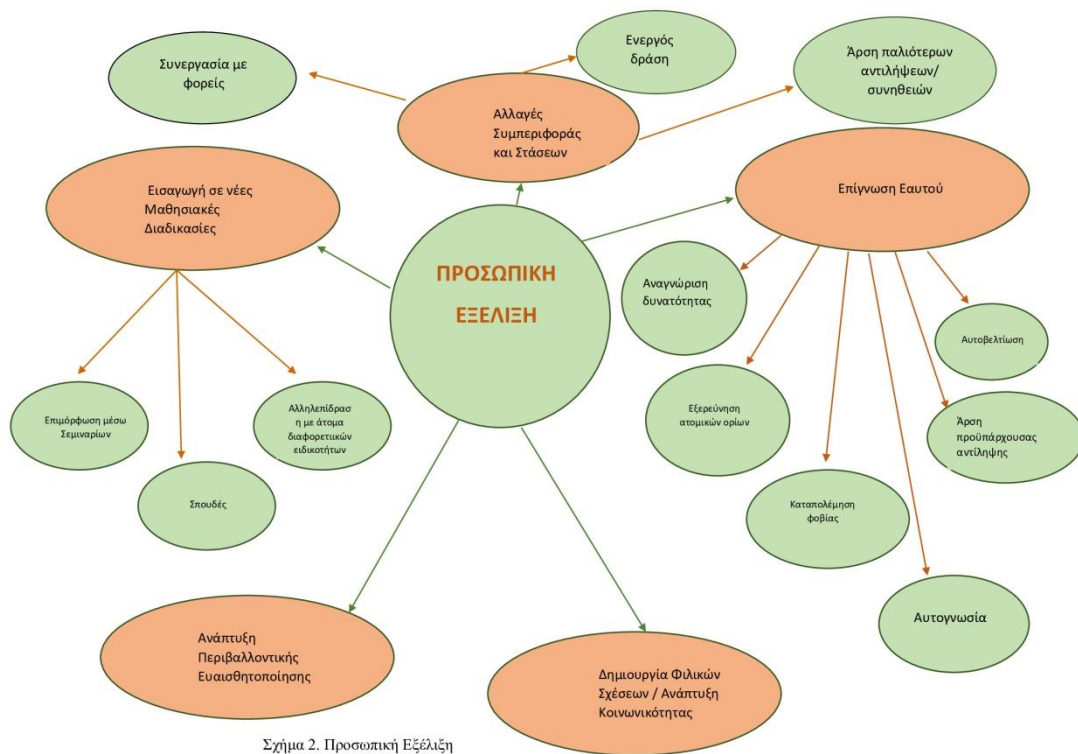 Συνεργασία με
φορείς
Ενεργός
δράση
Άρση παλιότερων
αντιλήψεων/
συνηθειών
Αλλαγές
Συμπεριφοράς
και Στάσεων
Εισαγωγή σε νέες
Μαθησιακές
Διαδικασίες
Επίγνωση Εαυτού
ΠΡΟΣΩΠΙΚΗ
ΕΞΕΛΙΞΗ
Αναγνώριση
δυνατότητας
Αυτοβελτίωση
Εξερεύνηση
ατομικών ορίων
Άρση
προϋπάρχουσας
αντίληψης
Επιμόρφωση μέσω
Σεμιναρίων
Αλληλεπίδρασ
η με άτομα
διαφορετικών
ειδικοτήτων
Σπουδές
Καταπολέμηση
φοβίας
Αυτογνωσία
Ανάπτυξη
Περιβαλλοντικής
Ευαισθητοποίησης
Δημιουργία Φιλικών
Σχέσεων / Ανάπτυξη
Κοινωνικότητας
Σχήμα 2. Προσωπική Εξέλιξη